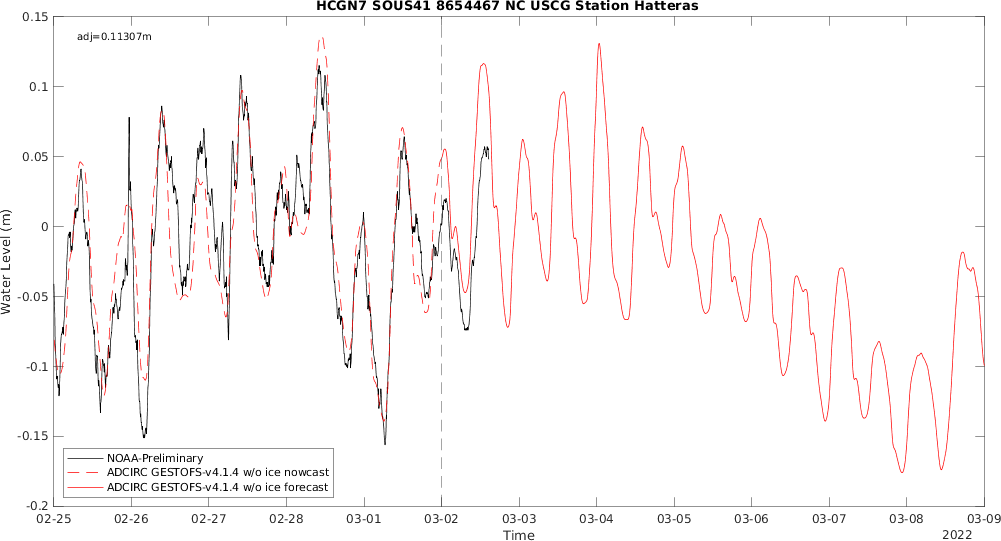 HCGN7 SOUS41 8654467 NC USCG Station Hatteras
adj=0.11307m
0.15
0.1
0.05
0
-0.05
-0.1
-0.15
-0.2
Water Level (m)
NOAA-Preliminary
ADCIRC GESTOFS-v4.1.4 w/o ice nowcast
ADCIRC GESTOFS-v4.1.4 w/o ice forecast
02-25 02-26 02-27 02-28 03-01 03-02 03-03 03-04 03-05 03-06 03-07 03-08 03-09
Time
2022